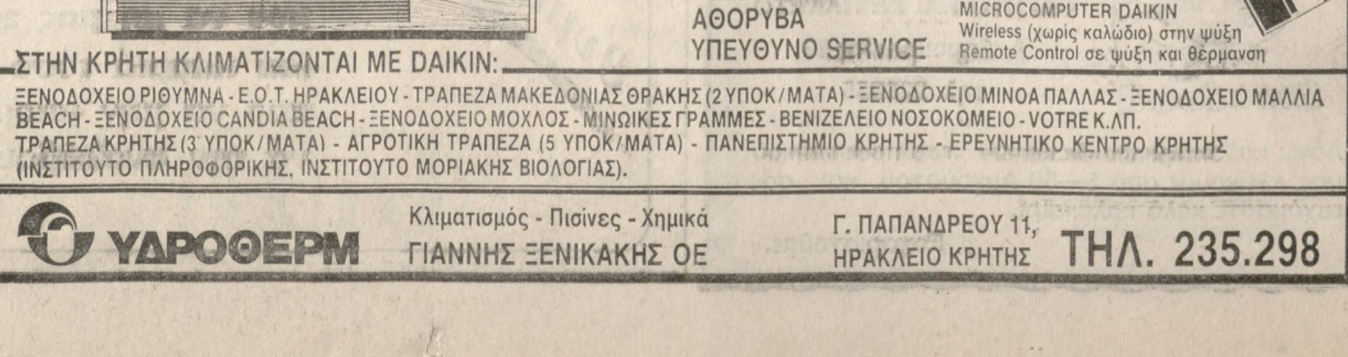 ΑΘΟΡΥΒΑ
ΥΠΕΥΘΥΝΟ SERVICE
MICROCOMPUTER DAIKIN
Wireless (χωρίς καλώδιο) στην ψύξη
Remote Control σε ψύξη και θέρμανση
ΣΤΗΝ ΚΡΗΤΗ ΚΛΙΜΑΤΙΖΟΝΤΑΙ ΜΕ DAIKIN:
ΞΕΝΟΔΟΧΕΙΟ ΡΙΘΥΜΝΑ - Ε.Ο.Τ. ΗΡΑΚΛΕΙΟΥ - ΤΡΑΠΕΖΑ ΜΑΚΕΔΟΝΙΑΣ ΘΡΑΚΗΣ (2 ΥΠΟΚ/ΜΑΤΑ) - ΞΕΝΟΔΟΧΕΙΟ ΜΙΝΟΑ ΠΑΛΛΑΣ - ΞΕΝΟΔΟΧΕΙΟ ΜΑΛΛΙΑ
BEACH - ΞΕΝΟΔΟΧΕΙΟ CANDIA BEACH - ΞΕΝΟΔΟΧΕΙΟ ΜΟΧΛΟΣ - ΜΙΝΩΙΚΕΣ ΓΡΑΜΜΕΣ - ΒΕΝΙΖΕΛΕΙΟ ΝΟΣΟΚΟΜΕΙΟ - VOTRE Κ.ΛΠ.
ΤΡΑΠΕΖΑ ΚΡΗΤΗΣ (3 ΥΠΟΚ/ΜΑΤΑ) - ΑΓΡΟΤΙΚΗ ΤΡΑΠΕΖΑ (5 ΥΠΟΚ/ΜΑΤΑ) - ΠΑΝΕΠΙΣΤΗΜΙΟ ΚΡΗΤΗΣ - ΕΡΕΥΝΗΤΙΚΟ ΚΕΝΤΡΟ ΚΡΗΤΗΣ
(ΙΝΣΤΙΤΟΥΤΟ ΠΛΗΡΟΦΟΡΙΚΗΣ, ΙΝΣΤΙΤΟΥΤΟ ΜΟΡΙΑΚΗΣ ΒΙΟΛΟΓΙΑΣ).
ΥΔΡΟΘΕΡΜ
Κλιματισμός - Πισίνες - Χημικά
ΓΙΑΝΝΗΣ ΞΕΝΙΚΑΚΗΣ ΟΕ
Γ. ΠΑΠΑΝΔΡΕΟΥ 11,
ΗΡΑΚΛΕΙΟ ΚΡΗΤΗΣ
ΤΗΛ. 235.298